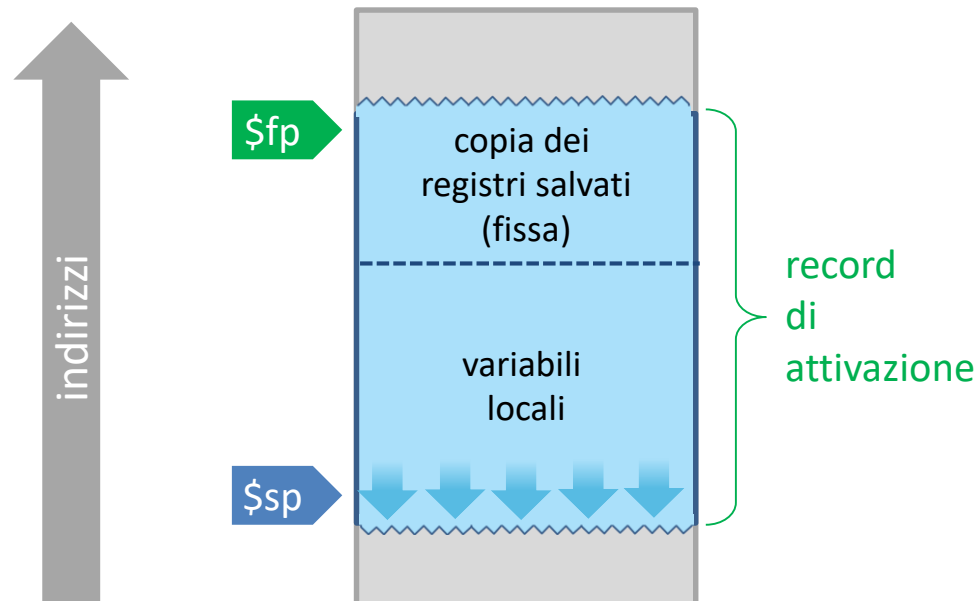 $fp
copia dei
registri salvati
(fissa)
indirizzi
record
di
attivazione
variabili
locali
$sp